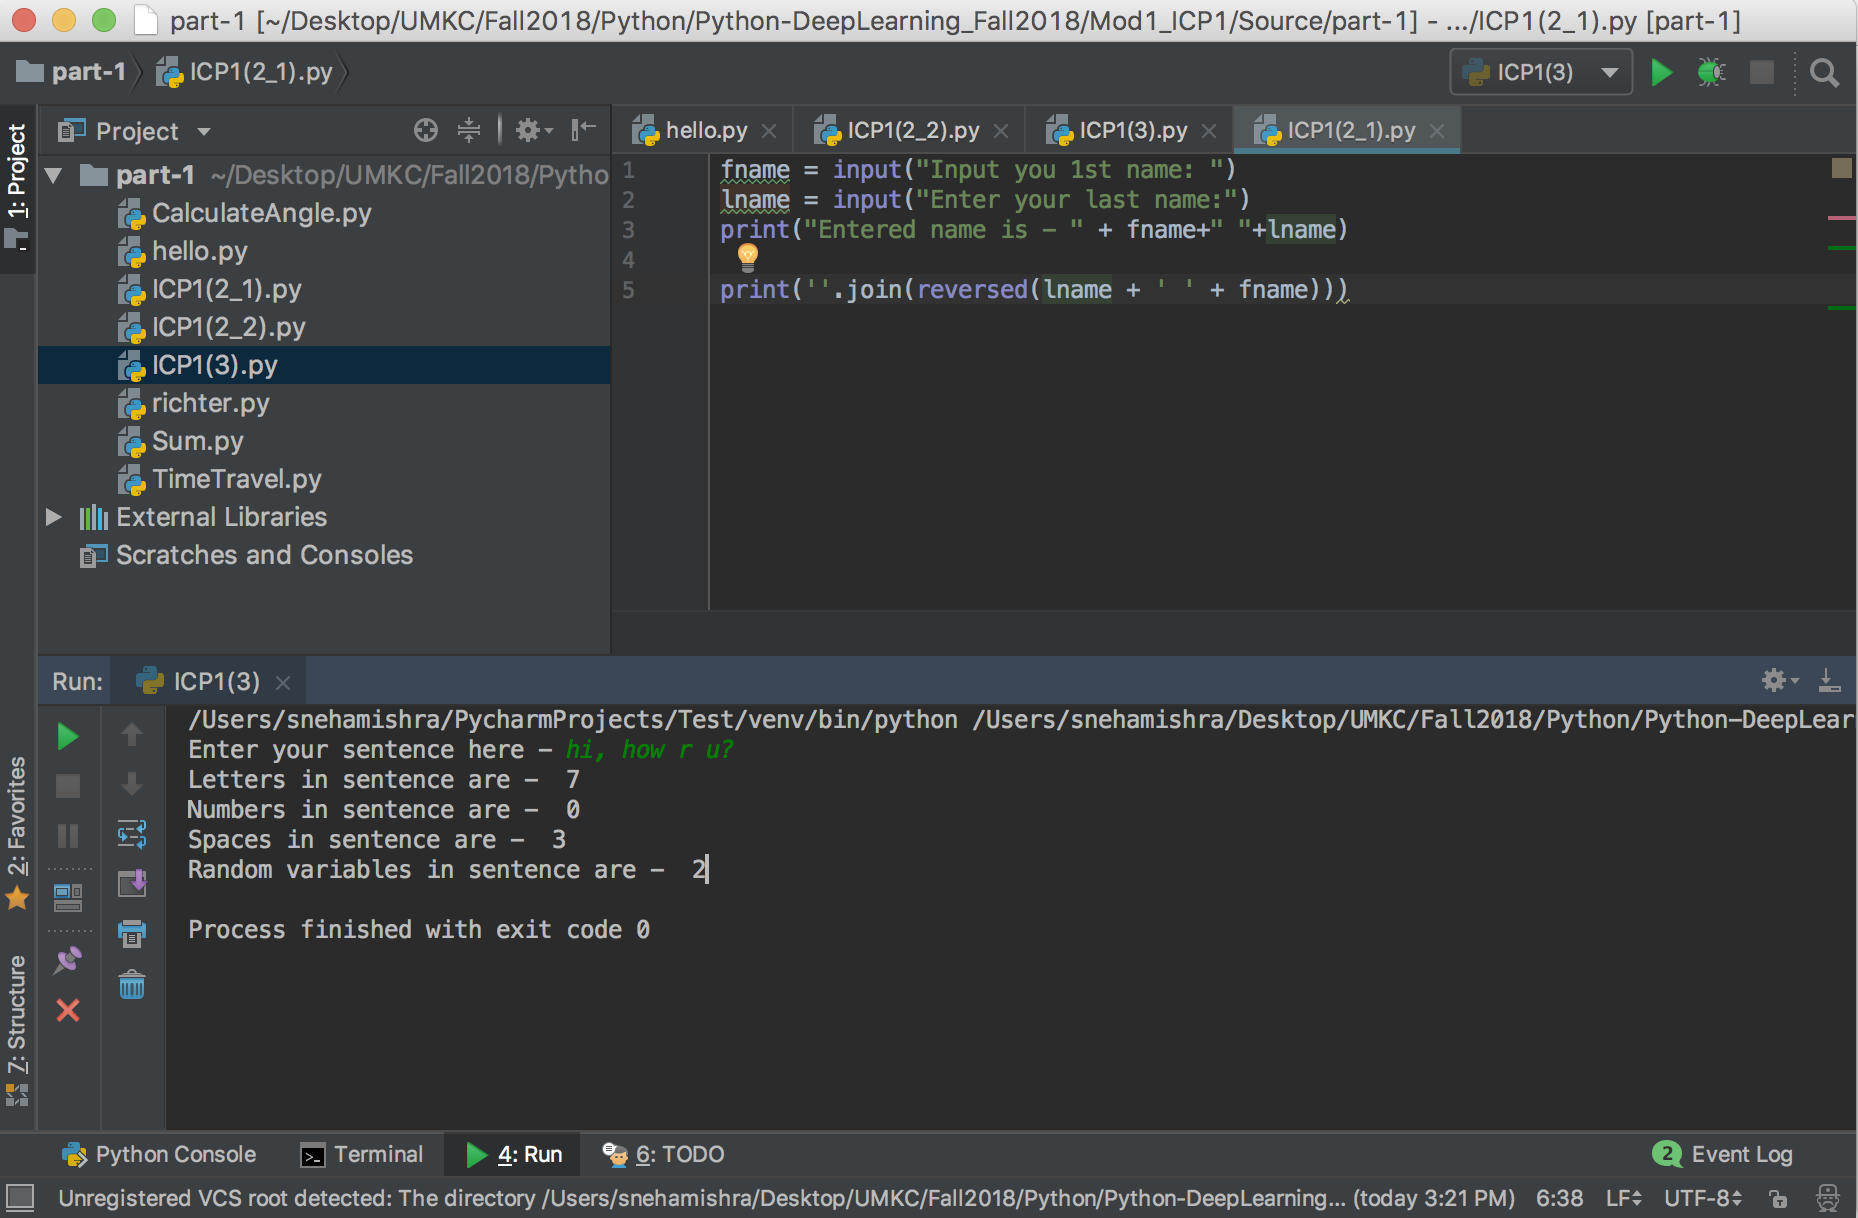 part-1 [~/Desktop/UMKC/Fall2018/Python/Python-DeepLearning_Fall2018/Mod1_ICP1/Source/part-1] - .../ICP1(2_1).py [part-1]
part-1 ICP1(2_1).py ICP1(3)
1: Project
Project
hello.py ICP1(2_2).py ICP1(3).py ICP1(2_1).py
part-1 ~/Desktop/UMKC/Fall2018/Pytho
CalculateAngle.py
hello.py
ICP1(2_1).py
ICP1(2_2).py
ICP1(3).py
richter.py
Sum.py
TimeTravel.py
External Libraries
Scratches and Consoles
1 fname = input("Input you 1st name: ")
2 lname = input("Enter your last name:")
3 print("Entered name is - " + fname+" "+lname)
4
5 print(''.join(reversed(lname + ' ' + fname)))
Run: ICP1(3)
/Users/snehamishra/PycharmProjects/Test/venv/bin/python /Users/snehamishra/Desktop/UMKC/Fall2018/Python/Python-DeepLear
Enter your sentence here - hi, how r u?
Letters in sentence are -  7
Numbers in sentence are -  0
Spaces in sentence are -  3
Random variables in sentence are -  2
Process finished with exit code 0
2: Favorites
7: Structure
Python Console Terminal 4: Run 6: TODO 2 Event Log
Unregistered VCS root detected: The directory /Users/snehamishra/Desktop/UMKC/Fall2018/Python/Python-DeepLearning... (today 3:21 PM) 6:38 LF UTF-8